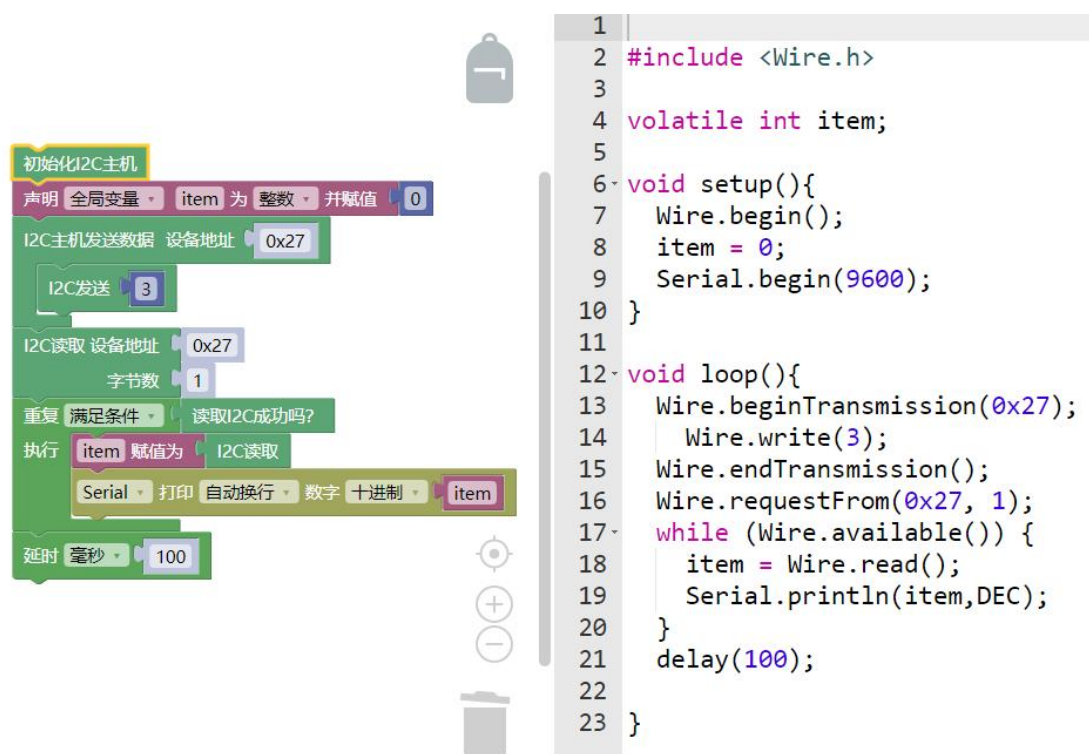 初始化I2C主机
声明 全局变量 item 为 整数 并赋值 0
I2C主机发送数据 设备地址 0x27
I2C发送 3
I2C读取 设备地址 0x27
字节数 1
重复 满足条件 读取I2C成功吗?
执行 item 赋值为 I2C读取
Serial 打印 自动换行 数字 十进制 item
延时 毫秒 100
1
2 #include <Wire.h>
3
4 volatile int item;
5
6 void setup(){
7 Wire.begin();
8 item = 0;
9 Serial.begin(9600);
10 }
11
12 void loop(){
13 Wire.beginTransmission(0x27);
14 Wire.write(3);
15 Wire.endTransmission();
16 Wire.requestFrom(0x27, 1);
17 while (Wire.available()) {
18 item = Wire.read();
19 Serial.println(item,DEC);
20 }
21 delay(100);
22
23 }